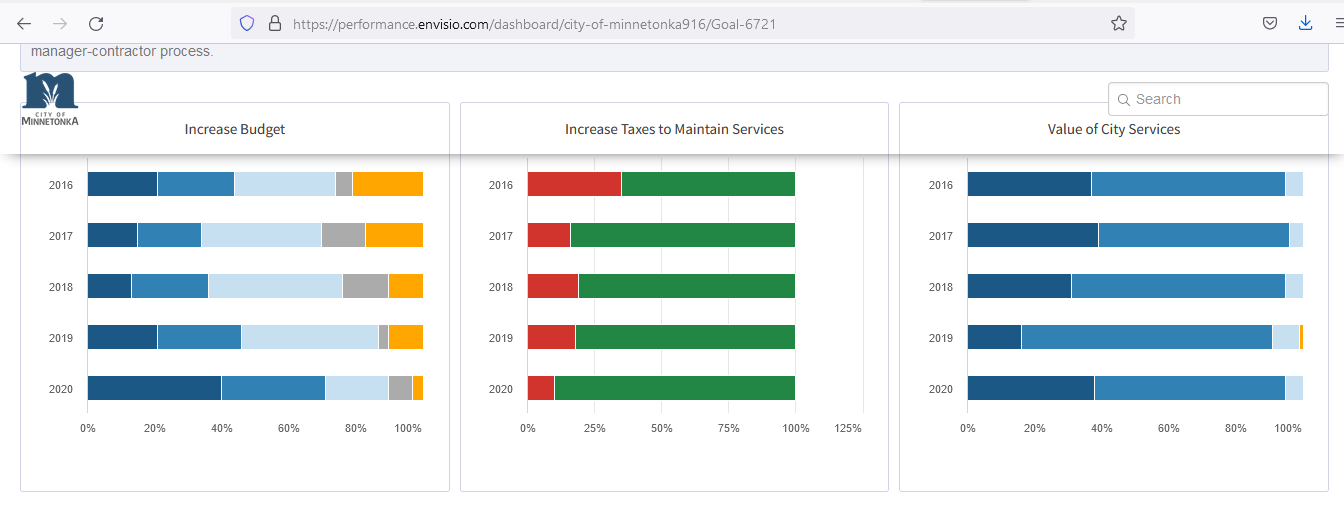 https://performance.envisio.com/dashboard/city-of-minnetonka916/Goal-6721
manager-contractor process.
m
CITY OF
MINNETONKA
Search
Increase Budget
2016
2017
2018
2019
2020
0% 20% 40% 60% 80% 100%
Increase Taxes to Maintain Services
2016
2017
2018
2019
2020
0% 25% 50% 75% 100% 125%
Value of City Services
2016
2017
2018
2019
2020
0% 20% 40% 60% 80% 100%